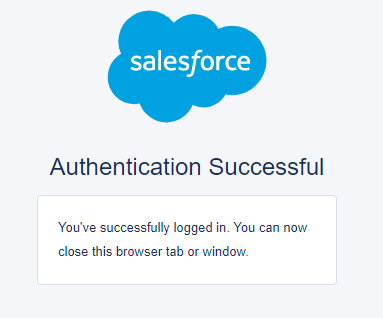 salesforce
Authentication Successful
You've successfully logged in. You can now
close this browser tab or window.